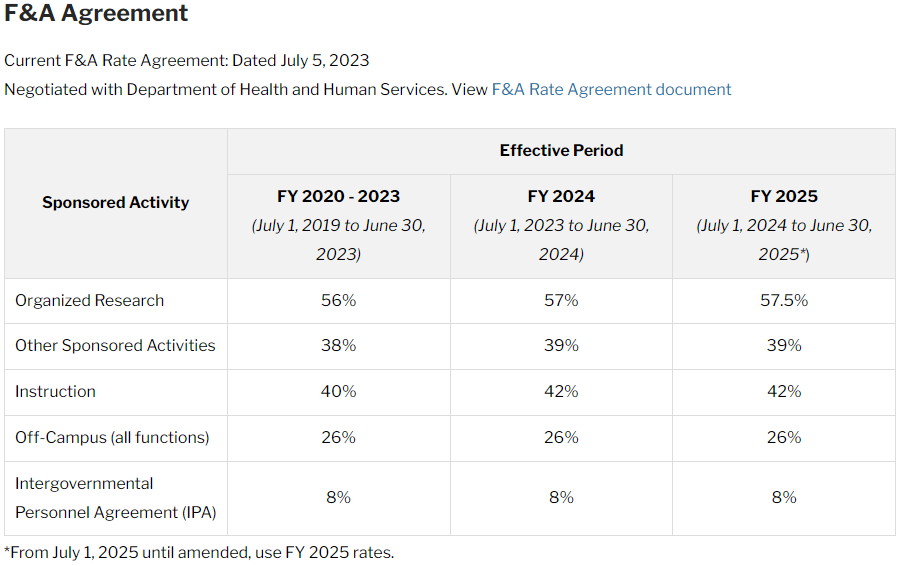 F&A Agreement
Current F&A Rate Agreement: Dated July 5, 2023
Negotiated with Department of Health and Human Services. View F&A Rate Agreement document
Sponsored Activity
Effective Period
FY 2020 - 2023
(July 1, 2019 to June 30,
2023)
FY 2024
(July 1, 2023 to June 30,
2024)
FY 2025
(July 1, 2024 to June 30,
2025*)
Organized Research 56% 57% 57.5%
Other Sponsored Activities 38% 39% 39%
Instruction 40% 42% 42%
Off-Campus (all functions) 26% 26% 26%
Intergovernmental
Personnel Agreement (IPA) 8% 8% 8%
*From July 1, 2025 until amended, use FY 2025 rates.